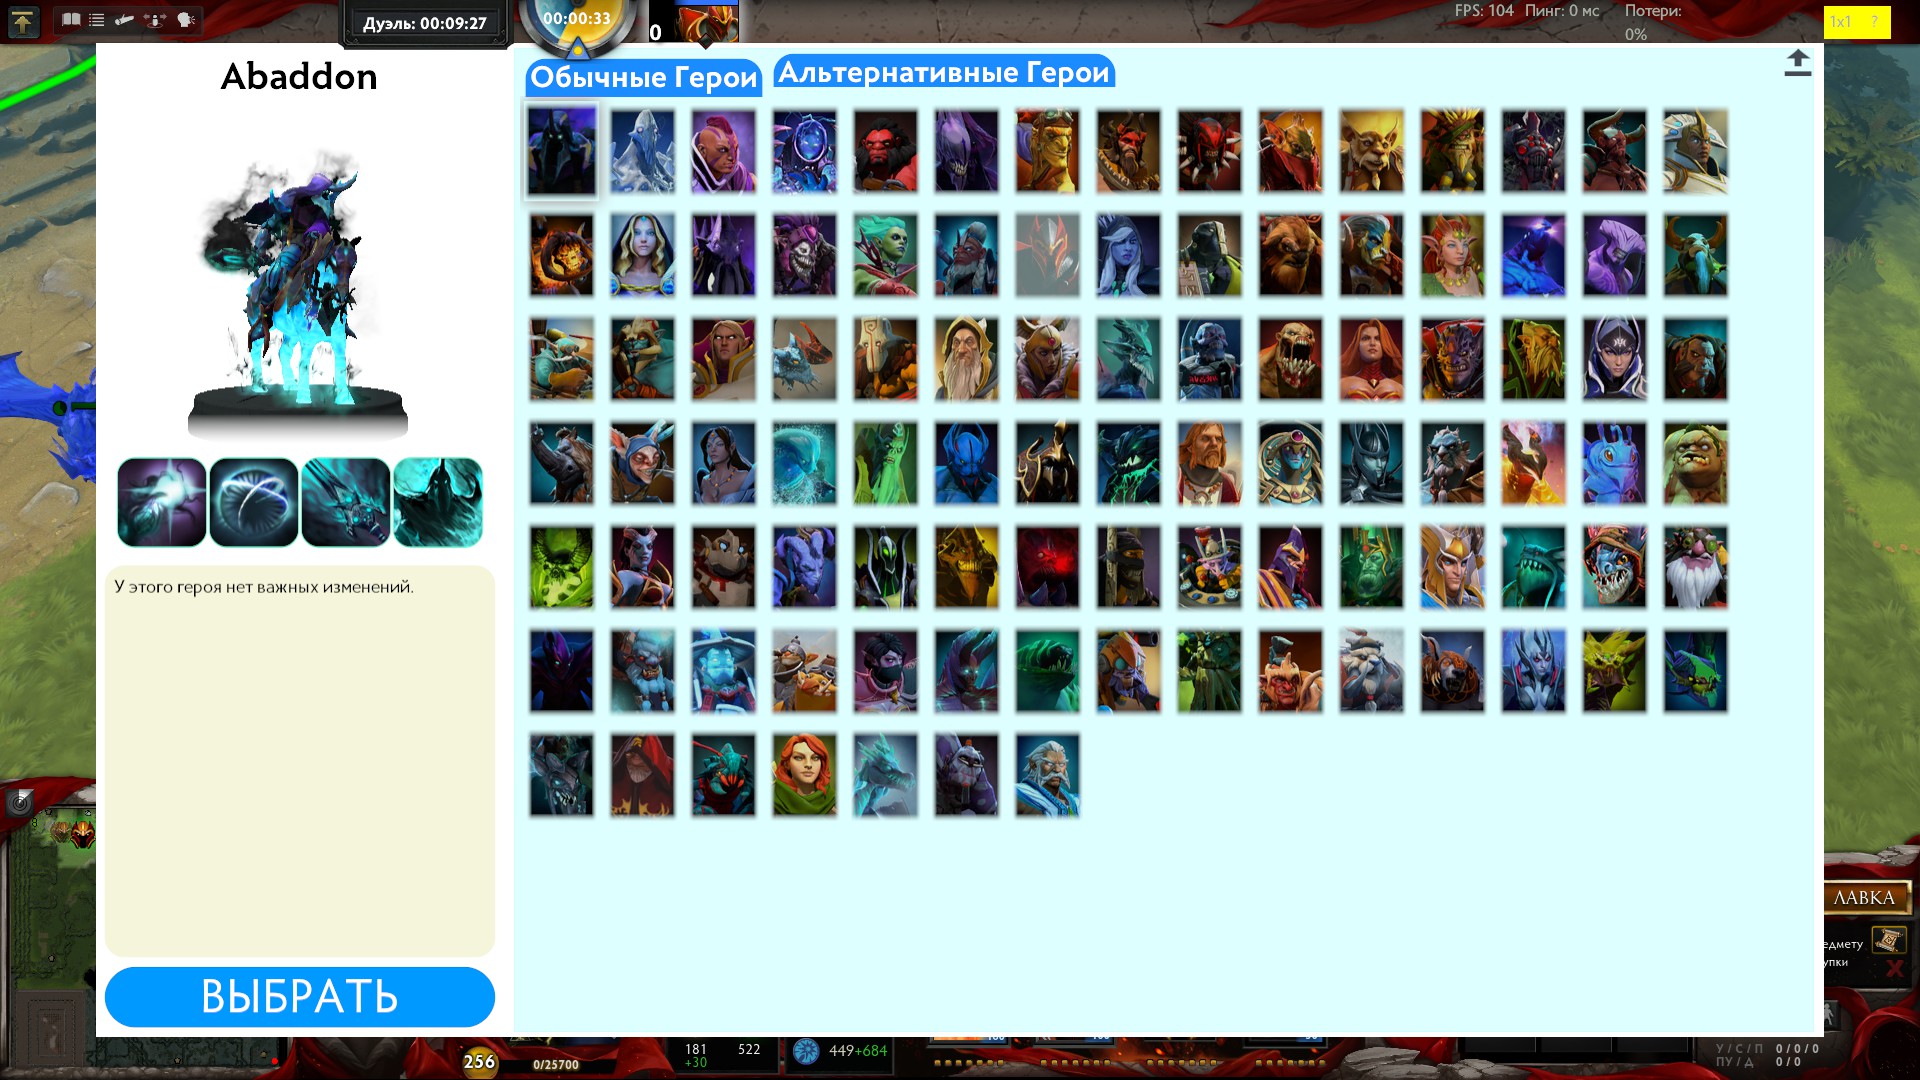 Дуэль: 00:09:27
00:00:33
0
FPS: 104 Пинг: 0 мс Потери:
0%
1x1 ?
Abaddon
Обычные Герои
Альтернативные Герои
У этого героя нет важных изменений.
ВЫБРАТЬ
ЛАВКА
едмету
упки
256
0/25700
181
+30
522
449+684
У/С/П 0/0/0
ПУ/Д 0/0